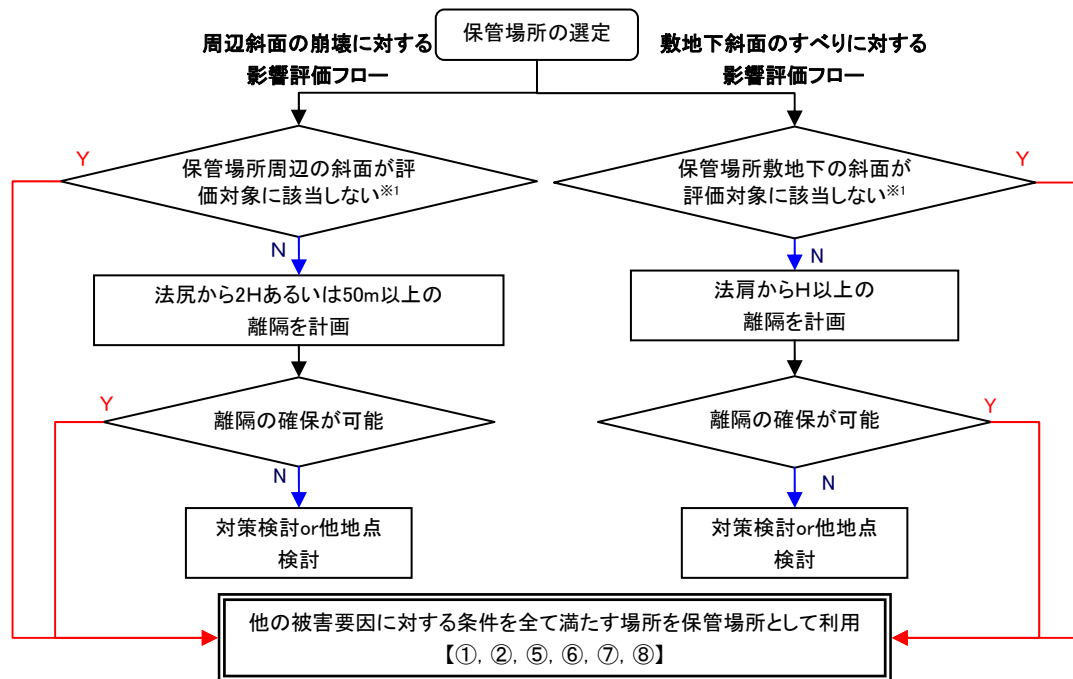 保管場所の選定
周辺斜面の崩壊に対する
影響評価フロー
敷地下斜面のすべりに対する
影響評価フロー
Y
保管場所周辺の斜面が評
価対象に該当しない※1
N
法尻から2Hあるいは50m以上の
離隔を計画
Y
離隔の確保が可能
N
対策検討or他地点
検討
Y
保管場所敷地下の斜面が
評価対象に該当しない※1
N
法肩からH以上の
離隔を計画
Y
離隔の確保が可能
N
対策検討or他地点
検討
他の被害要因に対する条件を全て満たす場所を保管場所として利用
【①, ②, ⑤, ⑥, ⑦, ⑧】